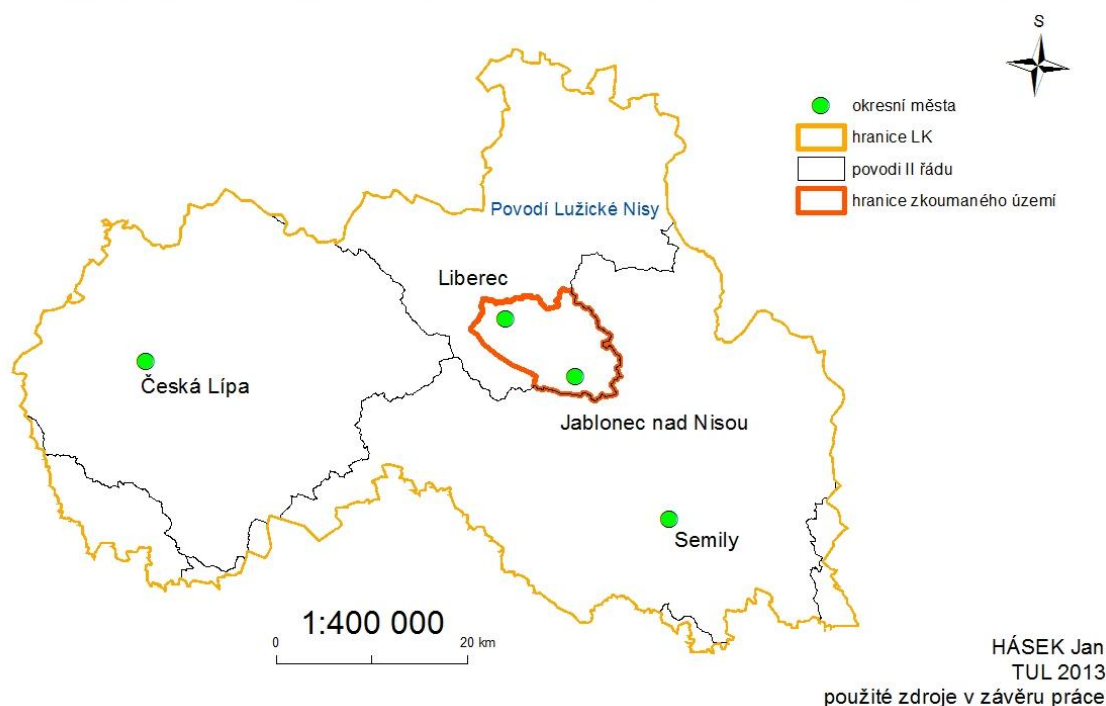 S
okresní města
hranice LK
povodi II řádu
hranice zkoumaného území
Povodí Lužické Nisy
Liberec
Česká Lípa
Jablonec nad Nisou
Semily
1:400 000
0 20 km
HÁSEK Jan
TUL 2013
použité zdroje v závěru práce